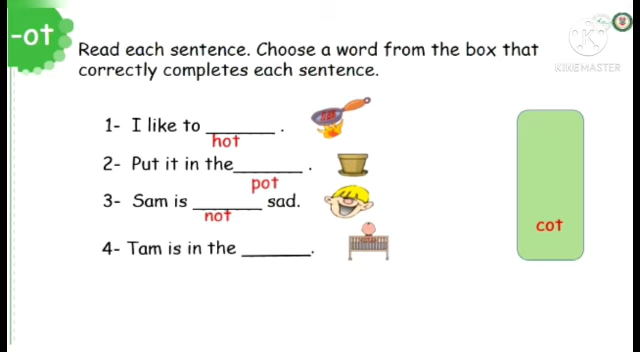 -ot
Read each sentence. Choose a word from the box that
correctly completes each sentence.
KINEMASTER
1- I like to _______ .
hot
2- Put it in the_______ .
pot
3- Sam is _______ sad.
not
cot
4- Tam is in the _______.